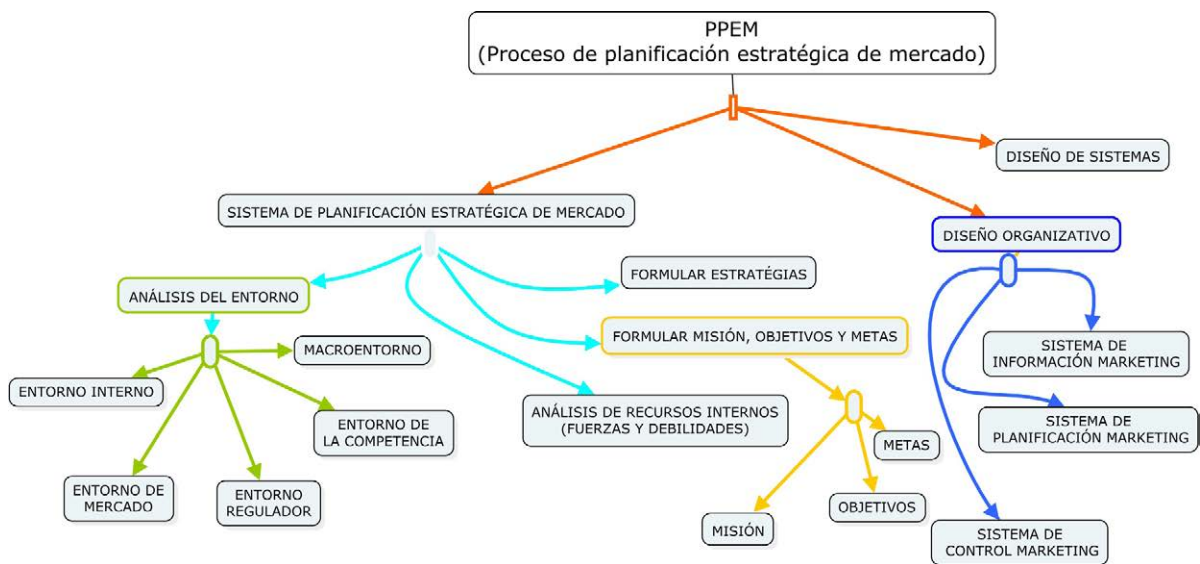 PPEM
(Proceso de planificación estratégica de mercado)
DISEÑO DE SISTEMAS
SISTEMA DE PLANIFICACIÓN ESTRATÉGICA DE MERCADO
DISEÑO ORGANIZATIVO
FORMULAR ESTRATÉGIAS
ANÁLISIS DEL ENTORNO
FORMULAR MISIÓN, OBJETIVOS Y METAS
MACROENTORNO
SISTEMA DE
INFORMACIÓN MARKETING
ENTORNO INTERNO
ANÁLISIS DE RECURSOS INTERNOS
(FUERZAS Y DEBILIDADES)
ENTORNO DE
LA COMPETENCIA
SISTEMA DE
PLANIFICACIÓN MARKETING
METAS
ENTORNO DE
MERCADO
ENTORNO
REGULADOR
OBJETIVOS
MISIÓN
SISTEMA DE
CONTROL MARKETING